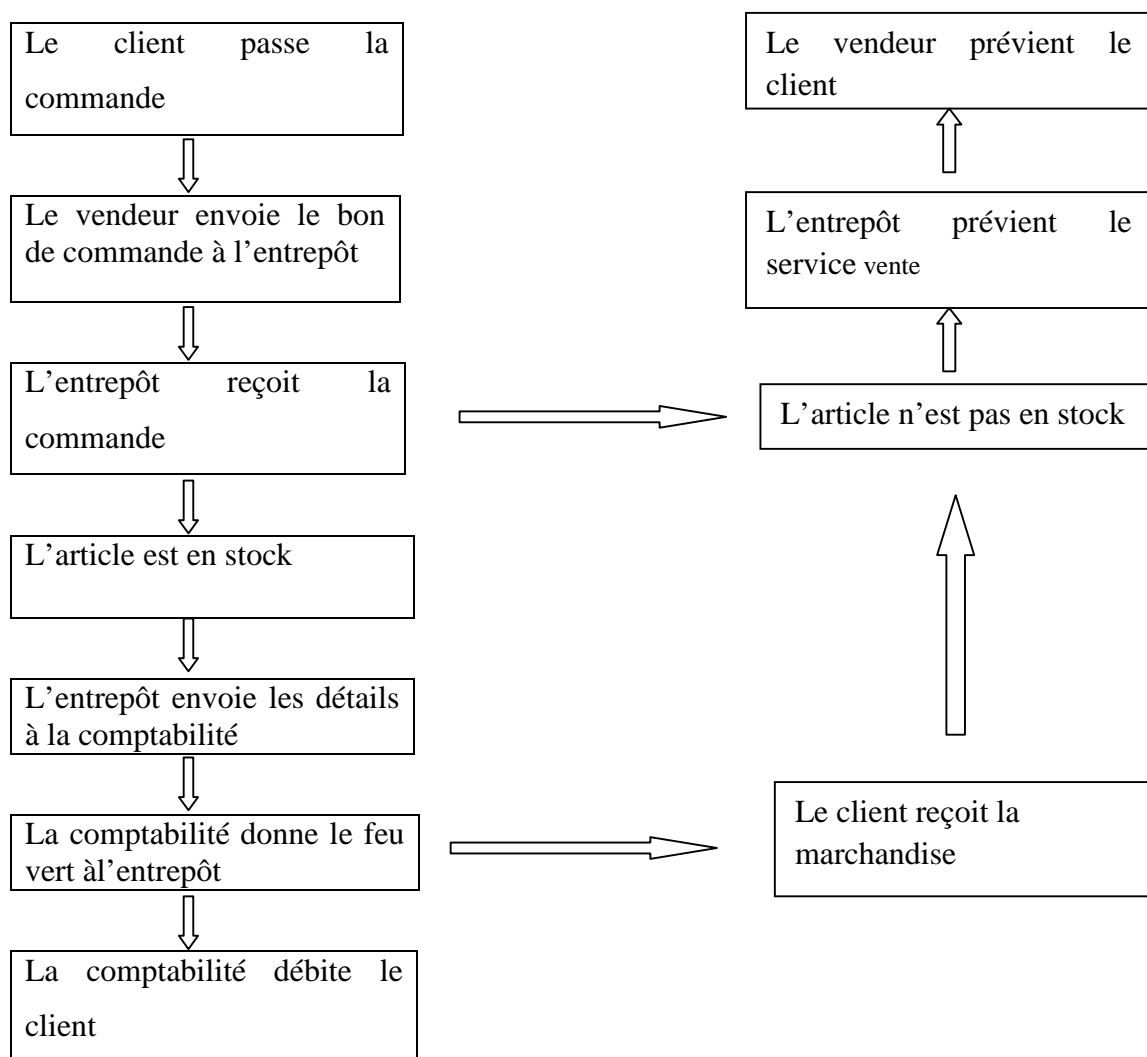 Le client passe la
commande
Le vendeur envoie le bon
de commande à l’entrepôt
L’entrepôt reçoit la
commande
L’article est en stock
L’entrepôt envoie les détails
à la comptabilité
La comptabilité donne le feu
vert àl’entrepôt
La comptabilité débite le
client
Le vendeur prévient le
client
L’entrepôt prévient le
service vente
L’article n’est pas en stock
Le client reçoit la
marchandise